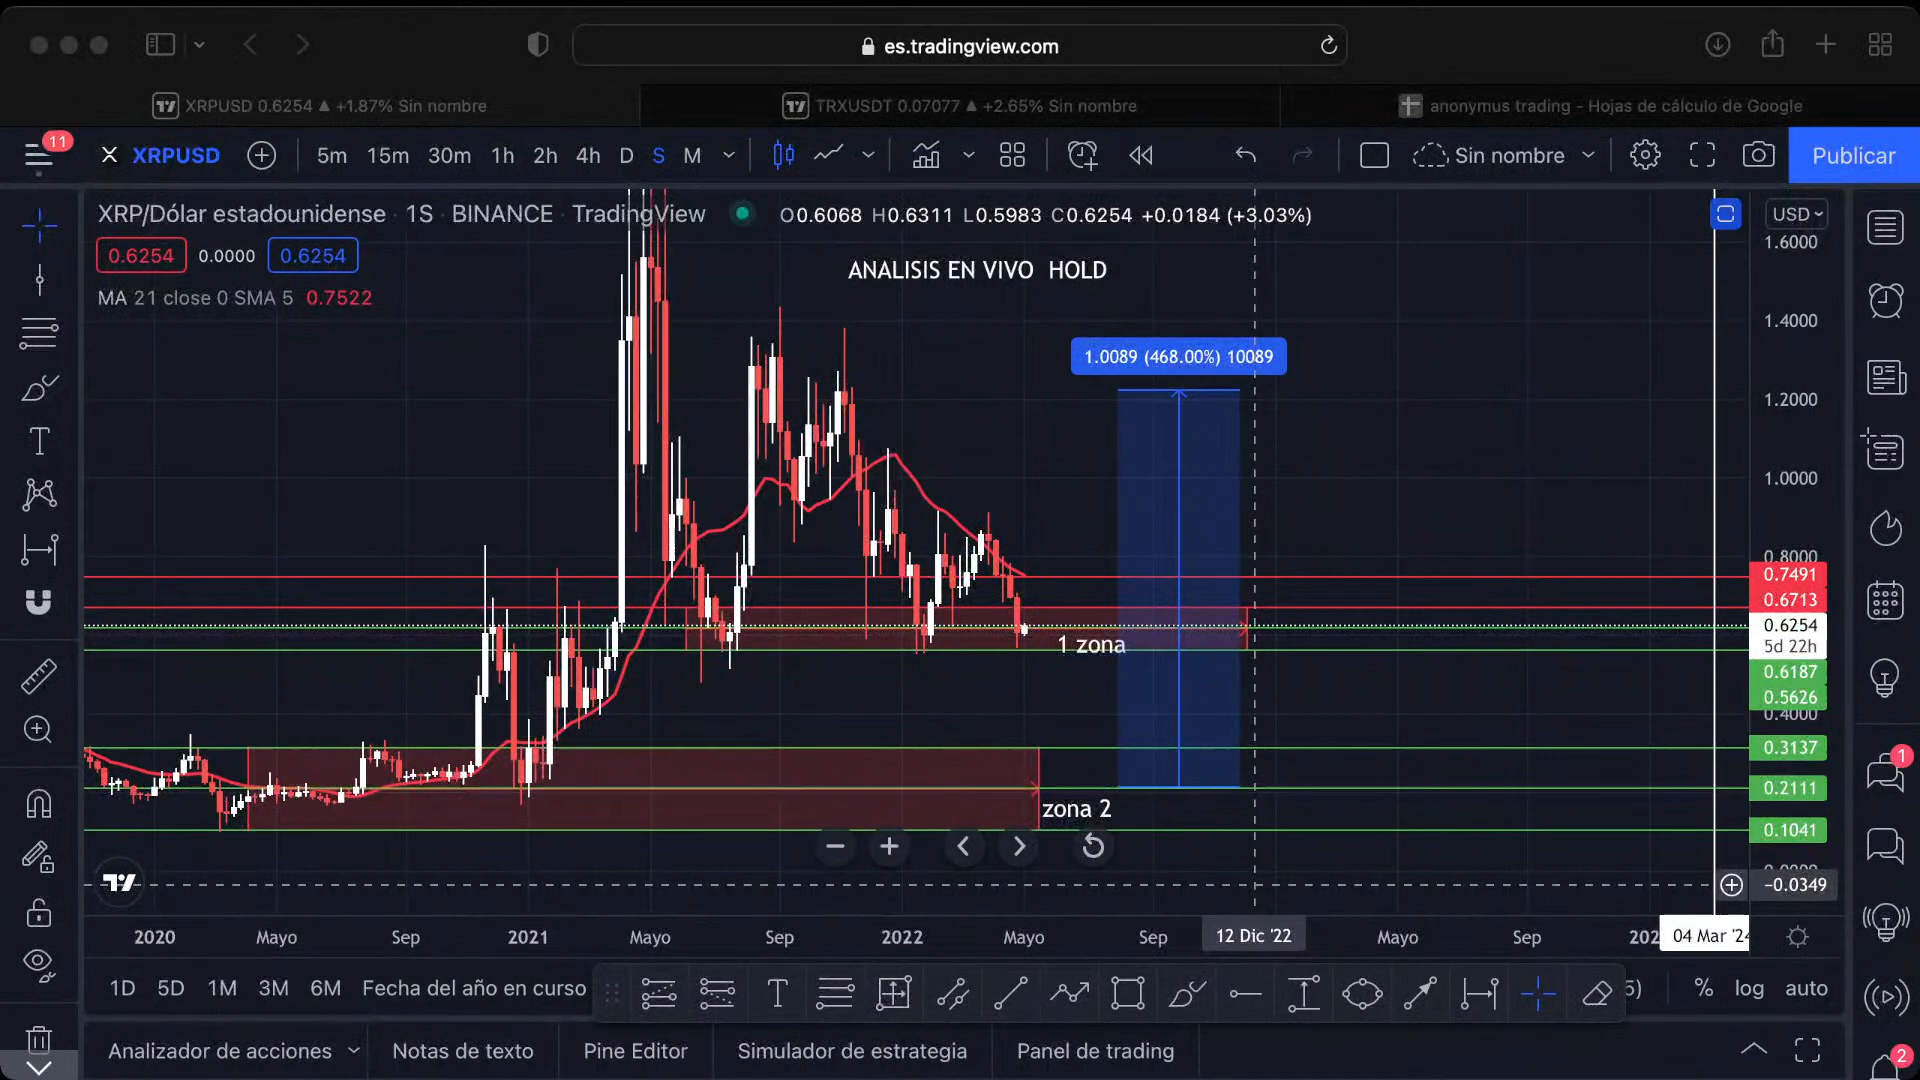 es.tradingview.com
XRPUSD 0.6254 ▲ +1.87% Sin nombre
TRXUSDT 0.07077 ▲ +2.65% Sin nombre
anonymus trading - Hojas de cálculo de Google
11
XRPUSD
5m 15m 30m 1h 2h 4h D S M
Sin nombre
Publicar
XRP/Dólar estadounidense · 1S · BINANCE · TradingView
O0.6068 H0.6311 L0.5983 C0.6254 +0.0184 (+3.03%)
USD
0.6254 0.0000 0.6254
MA 21 close 0 SMA 5 0.7522
ANALISIS EN VIVO HOLD
1.0089 (468.00%) 10089
1.6000
1.4000
1.2000
1.0000
0.8000
0.7491
0.6713
0.6254
5d 22h
0.6187
0.5626
0.4000
0.3137
0.2111
0.1041
−0.0349
1 zona
zona 2
1
2020 Mayo Sep 2021 Mayo Sep 2022 Mayo Sep 12 Dic '22 Mayo Sep 202 04 Mar '24
1D 5D 1M 3M 6M Fecha del año en curso
5) % log auto
Analizador de acciones Notas de texto Pine Editor Simulador de estrategia Panel de trading
2